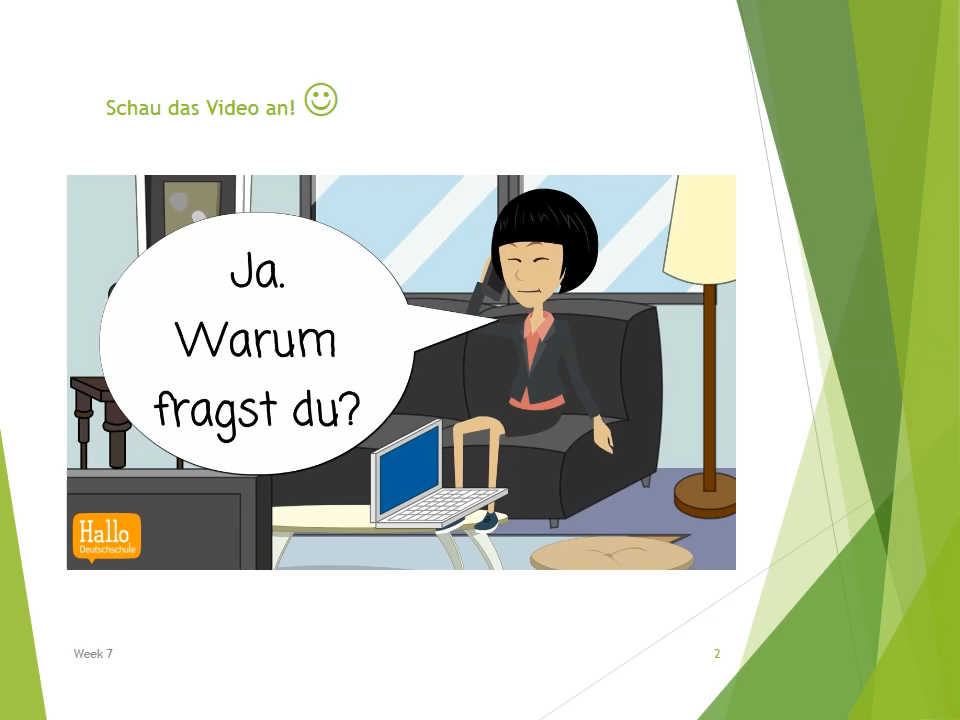 Schau das Video an! ☺
Ja.
Warum
fragst du?
Hallo
Deutschschule
Week 7
2